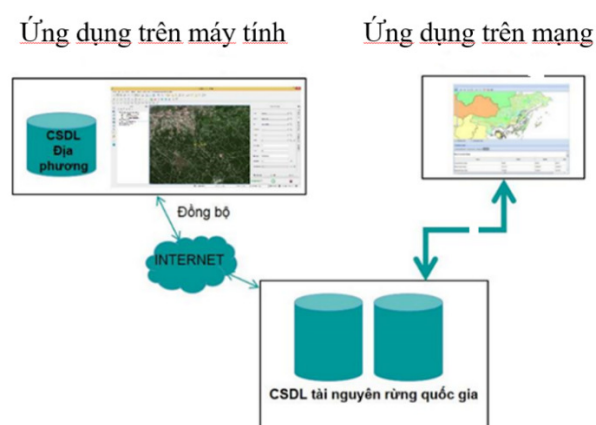 Ứng dụng trên máy tính
Ứng dụng trên mạng
CSDL
Địa
phương
Đồng bộ
INTERNET
CSDL tài nguyên rừng quốc gia